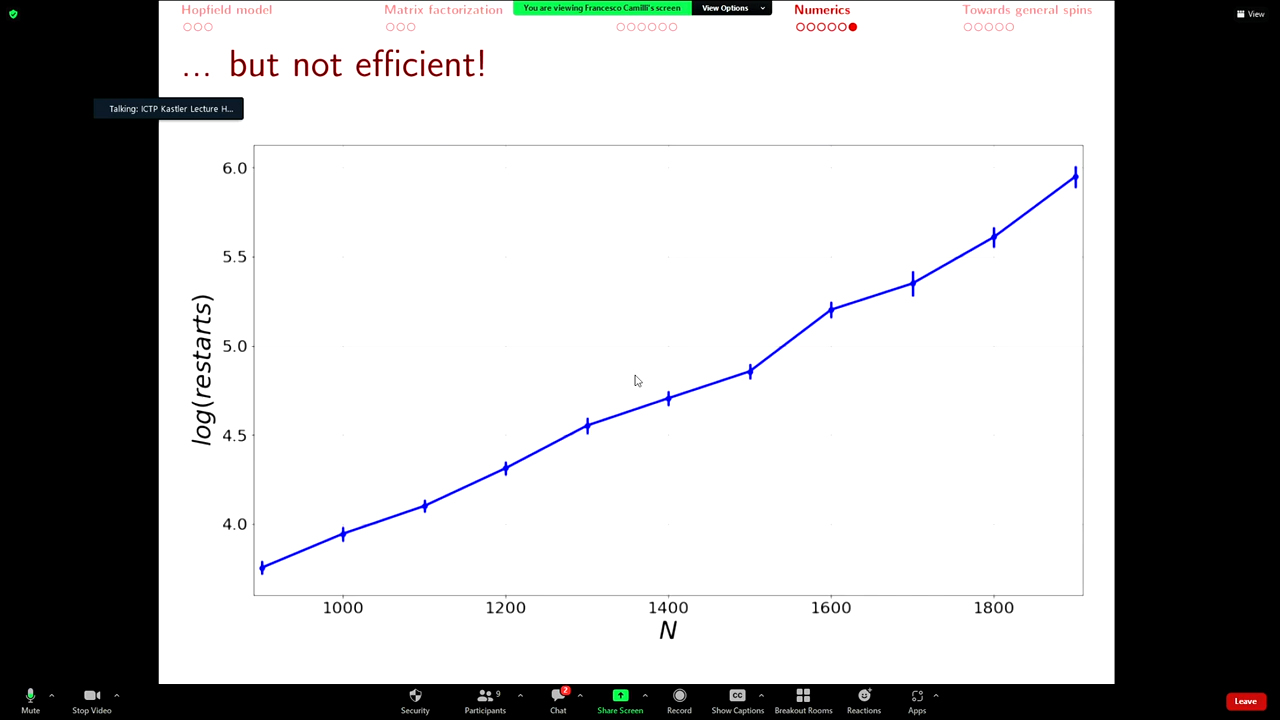 Hopfield model
Matrix factorization
You are viewing Francesco Camilli's screen
View Options
Numerics
Towards general spins
View
... but not efficient!
Talking: ICTP Kastler Lecture H...
6.0
5.5
5.0
4.5
4.0
log(restarts)
1000
1200
1400
1600
1800
N
Mute
Stop Video
Security
9
Participants
2
Chat
Share Screen
Record
CC
Show Captions
Breakout Rooms
Reactions
Apps
Leave